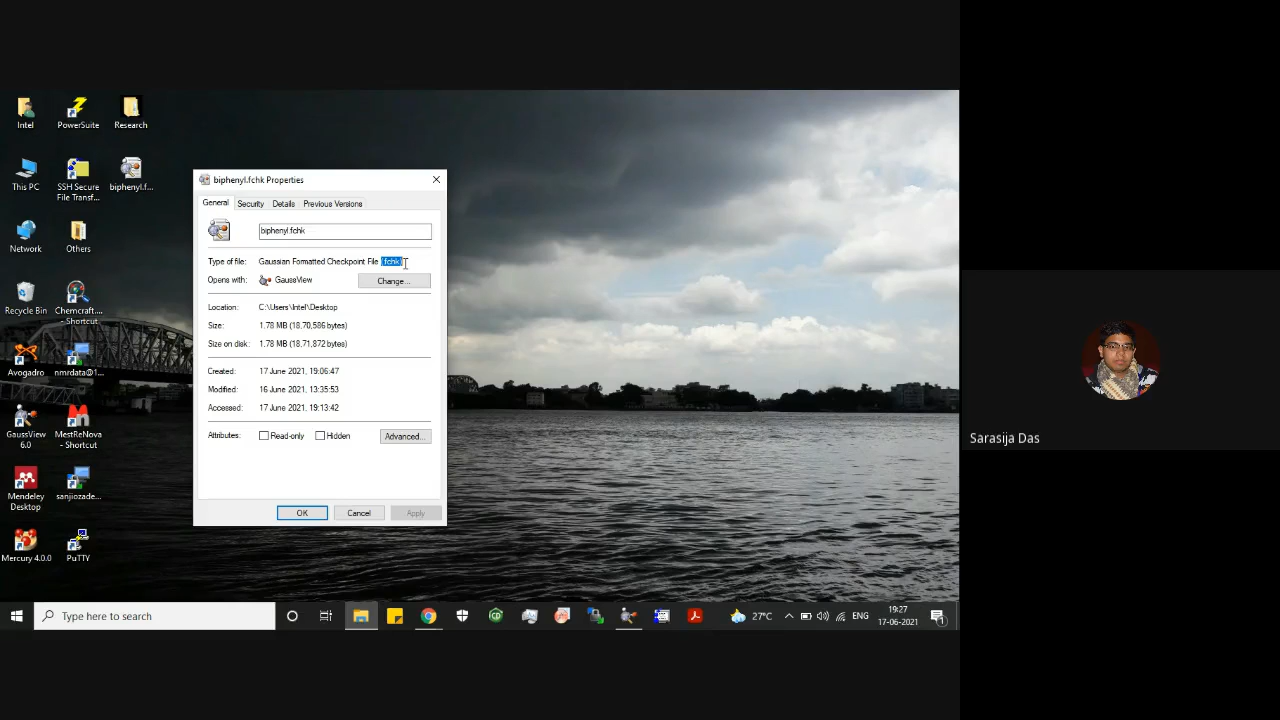 Intel
PowerSuite
Research
This PC
SSH Secure
File Transf...
biphenyl.f...
Network
Others
Recycle Bin
Chemcraft....
- Shortcut
Avogadro
nmrdata@1...
GaussView
6.0
MestReNova
- Shortcut
Mendeley
Desktop
sanjiozade...
Mercury 4.0.0
PuTTY
biphenyl.fchk Properties
General
Security
Details
Previous Versions
biphenyl.fchk
Type of file:
Gaussian Formatted Checkpoint File (.fchk)
Opens with:
GaussView
Change...
Location:
C:\Users\Intel\Desktop
Size:
1.78 MB (18,70,586 bytes)
Size on disk:
1.78 MB (18,71,872 bytes)
Created:
17 June 2021, 19:06:47
Modified:
16 June 2021, 13:35:53
Accessed:
17 June 2021, 19:13:42
Attributes:
Read-only
Hidden
Advanced...
OK
Cancel
Apply
Sarasija Das
Type here to search
27°C
ENG
19:27
17-06-2021